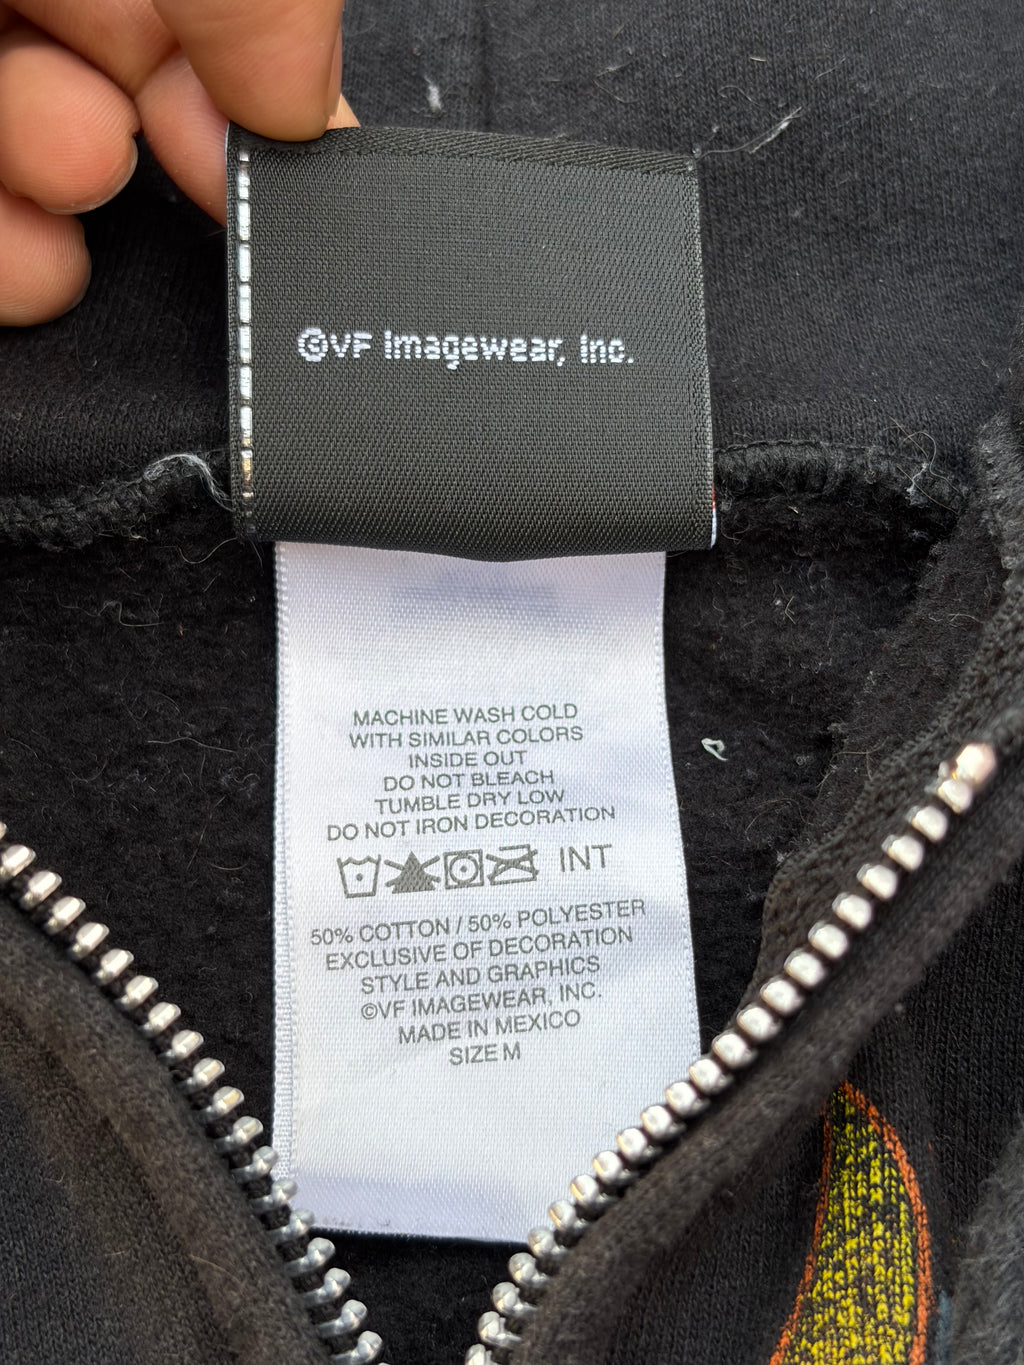 ©VF Imagewear, Inc.
MACHINE WASH COLD
WITH SIMILAR COLORS
INSIDE OUT
DO NOT BLEACH
TUMBLE DRY LOW
DO NOT IRON DECORATION
INT
50% COTTON / 50% POLYESTER
EXCLUSIVE OF DECORATION
STYLE AND GRAPHICS
©VF IMAGEWEAR, INC.
MADE IN MEXICO
SIZE M